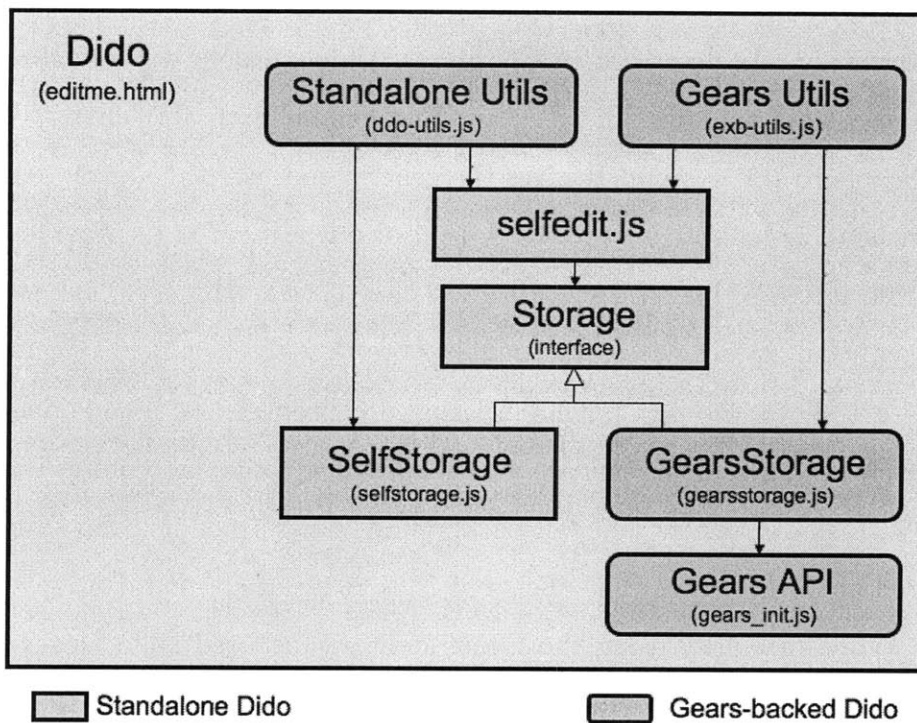 Dido
(editme.html)
Standalone Utils
(ddo-utils.js)
Gears Utils
(exb-utils.js)
selfedit.js
Storage
(interface)
SelfStorage
(selfstorage.js)
GearsStorage
(gearsstorage.js)
Gears API
(gears_init.js)
Standalone Dido
Gears-backed Dido